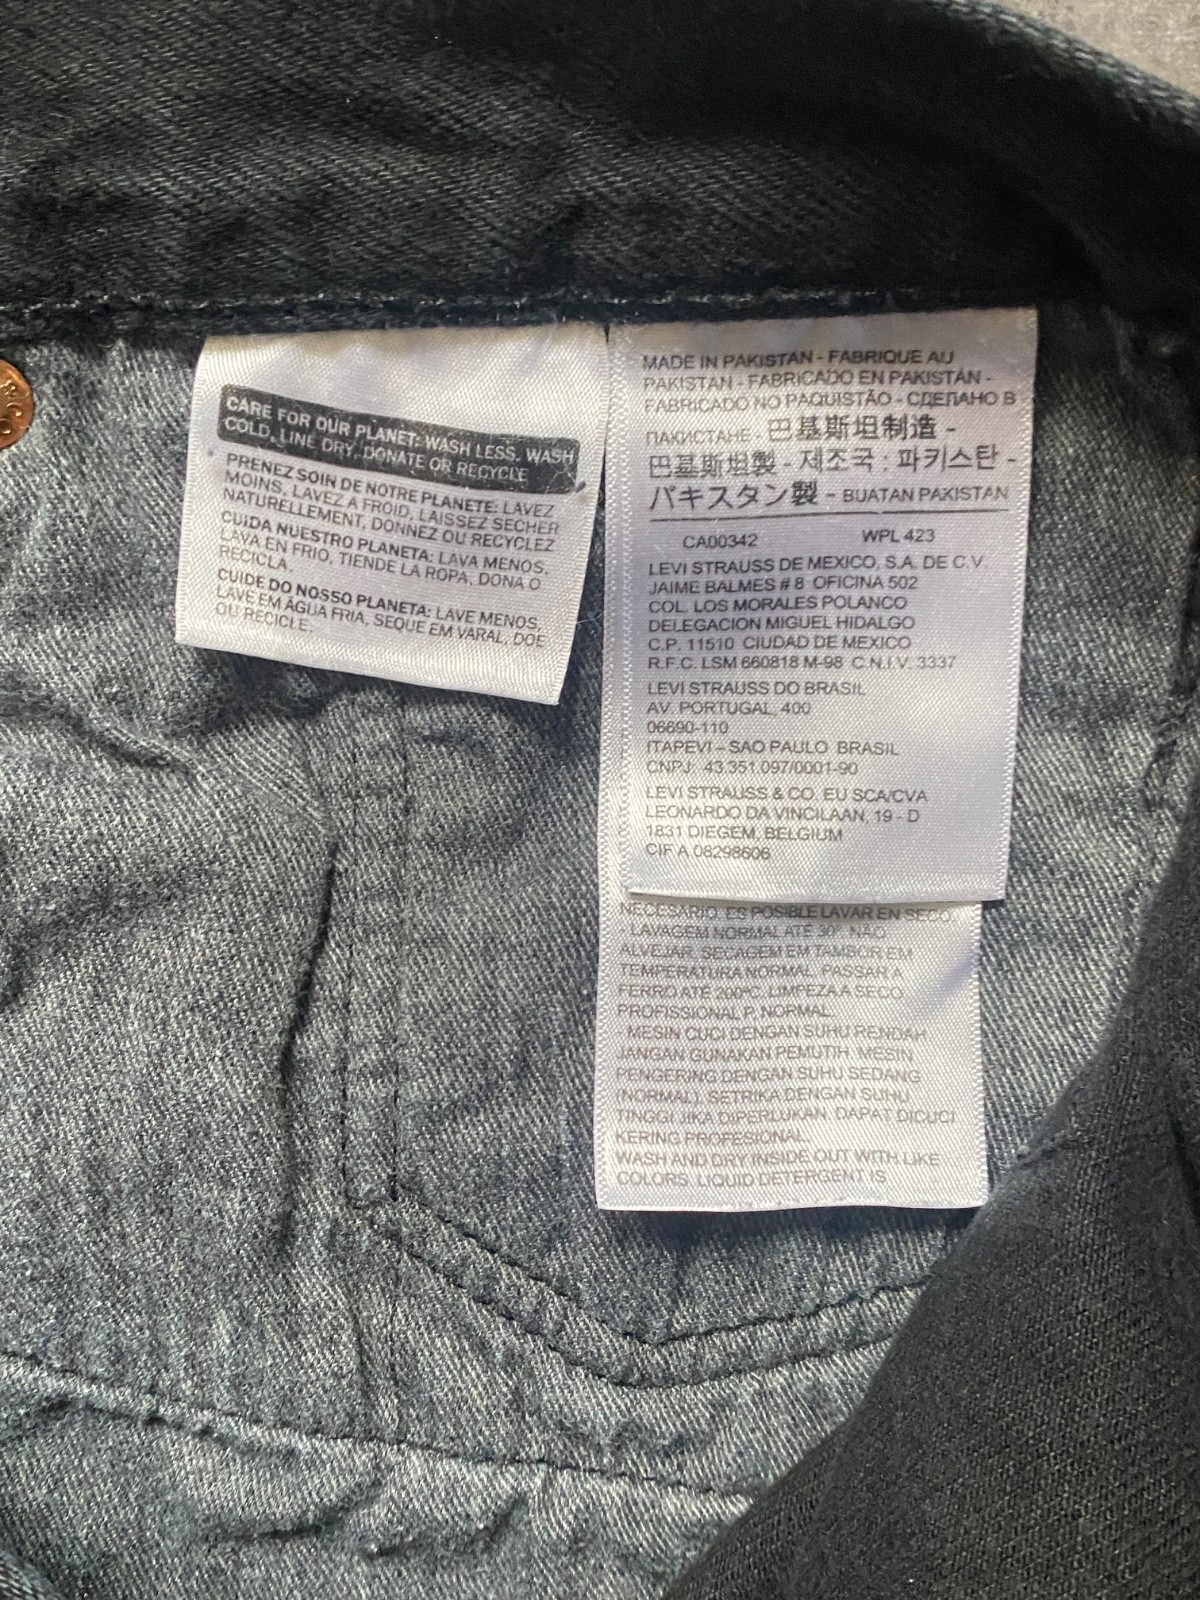 & CO
CARE FOR OUR PLANET: WASH LESS, WASH
COLD, LINE DRY, DONATE OR RECYCLE
PRENEZ SOIN DE NOTRE PLANETE: LAVEZ
MOINS, LAVEZ A FROID, LAISSEZ SECHER
NATURELLEMENT, DONNEZ OU RECYCLEZ
CUIDA NUESTRO PLANETA: LAVA MENOS,
LAVA EN FRIO, TIENDE LA ROPA, DONA O
RECICLA.
CUIDE DO NOSSO PLANETA: LAVE MENOS,
LAVE EM ÁGUA FRIA, SEQUE EM VARAL, DOE
OU RECICLE.
MADE IN PAKISTAN - FABRIQUE AU
PAKISTAN - FABRICADO EN PAKISTÁN -
FABRICADO NO PAQUISTÃO - СДЕЛАНО В
ПАКИСТАНЕ - 巴基斯坦制造 -
巴基斯坦製 - 제조국 : 파키스탄 -
パキスタン製 - BUATAN PAKISTAN
CA00342 WPL 423
LEVI STRAUSS DE MEXICO, S.A. DE C.V.
JAIME BALMES # 8 OFICINA 502
COL. LOS MORALES POLANCO
DELEGACION MIGUEL HIDALGO
C.P. 11510 CIUDAD DE MEXICO
R.F.C. LSM 660818 M-98 C.N.I.V. 3337
LEVI STRAUSS DO BRASIL
AV. PORTUGAL, 400
06690-110
ITAPEVI – SAO PAULO BRASIL
CNPJ: 43.351.097/0001-90
LEVI STRAUSS & CO. EU SCA/CVA
LEONARDO DA VINCILAAN, 19 - D
1831 DIEGEM, BELGIUM
CIF A 08298606
NECESARIO. ES POSIBLE LAVAR EN SECO
LAVAGEM NORMAL ATÉ 30º. NÃO
ALVEJAR. SECAGEM EM TAMBOR EM
TEMPERATURA NORMAL. PASSAR A
FERRO ATÉ 200ºC. LIMPEZA A SECO
PROFISSIONAL P, NORMAL.
MESIN CUCI DENGAN SUHU RENDAH
JANGAN GUNAKAN PEMUTIH. MESIN
PENGERING DENGAN SUHU SEDANG
(NORMAL), SETRIKA DENGAN SUHU
TINGGI JIKA DIPERLUKAN. DAPAT DICUCI
KERING PROFESIONAL.
WASH AND DRY INSIDE OUT WITH LIKE
COLORS. LIQUID DETERGENT IS